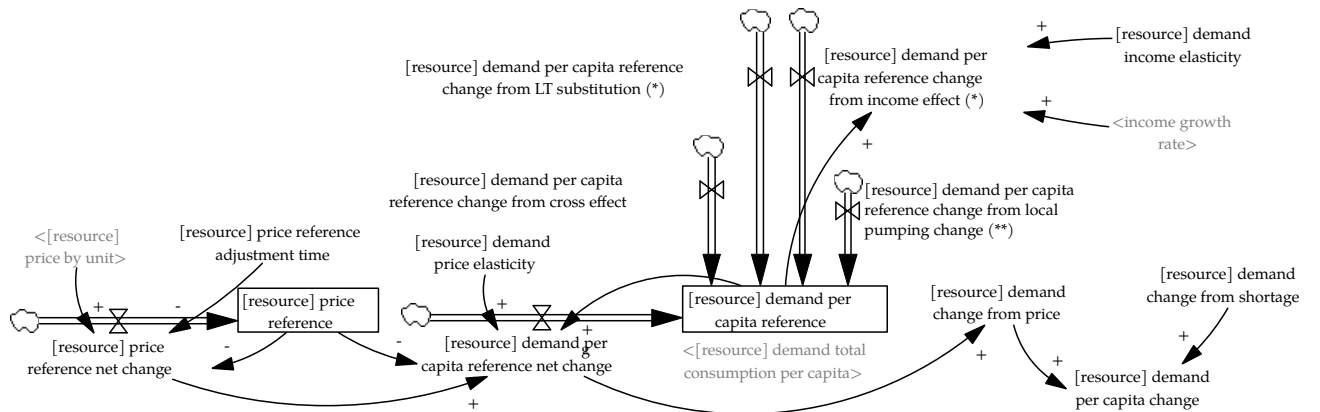 [resource] demand per capita reference
change from LT substitution (*)
[resource] demand per
capita reference change
from income effect (*)
+
[resource] demand
income elasticity
+
<income growth
rate>
+
[resource] demand per capita
reference change from cross effect
[resource] demand per capita
reference change from local
pumping change (**)
<[resource]
price by unit>
[resource] price reference
adjustment time
[resource] demand
price elasticity
+
-
[resource] price
reference
+
[resource] demand per
capita reference
[resource] demand
change from price
[resource] demand
change from shortage
[resource] price
reference net change
-
-
[resource] demand per
capita reference net change
+
<[resource] demand total
consumption per capita>
+
+
+
[resource] demand
per capita change
+